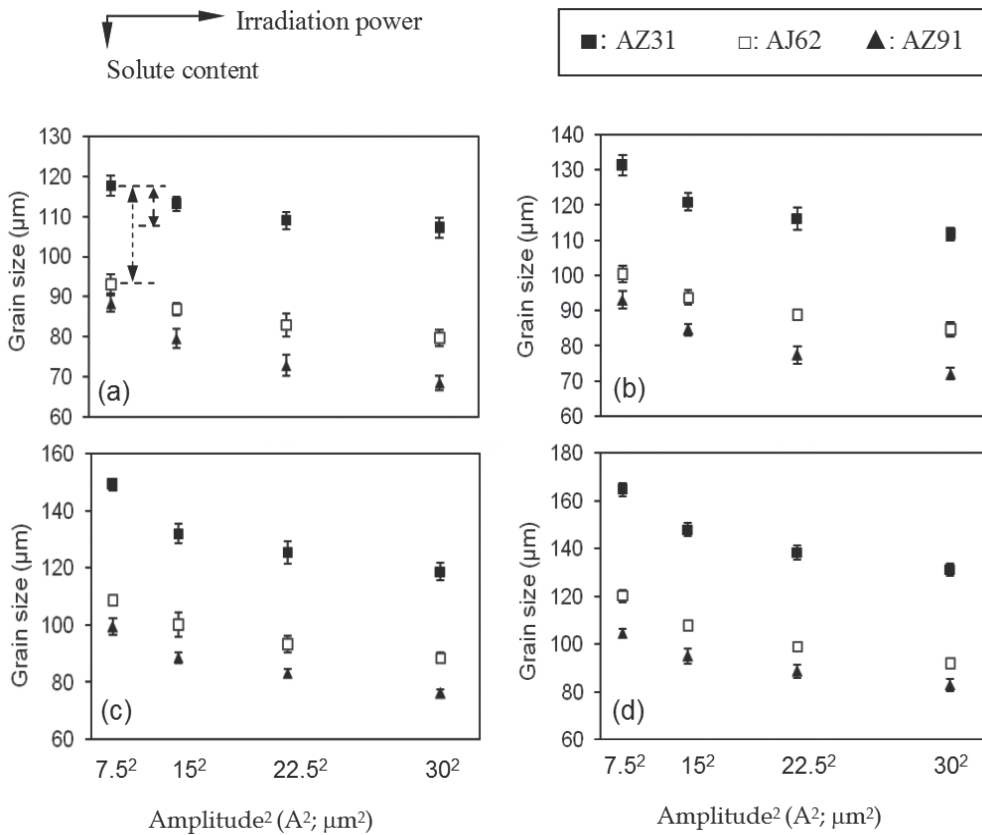 Irradiation power
Solute content
■: AZ31 □: AJ62 ▲: AZ91
Grain size (μm)
130
120
110
100
90
80
70
60
(a)
Grain size (μm)
140
130
120
110
100
90
80
70
60
(b)
Grain size (μm)
160
140
120
100
80
60
(c)
7.5² 15² 22.5² 30²
Amplitude² (A²; μm²)
Grain size (μm)
180
160
140
120
100
80
60
(d)
7.5² 15² 22.5² 30²
Amplitude² (A²; μm²)